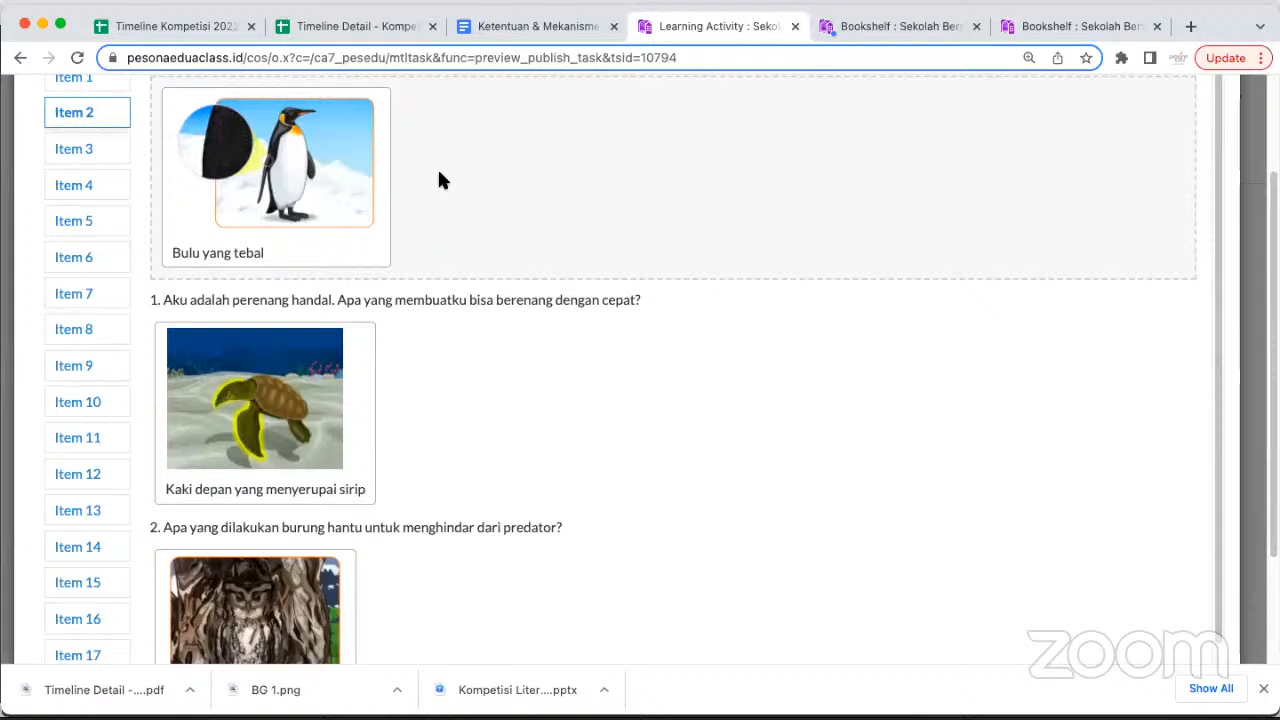 Timeline Kompetisi 2022
Timeline Detail - Kompe
Ketentuan & Mekanisme
Learning Activity : Seko
Bookshelf : Sekolah Ber
Bookshelf : Sekolah Ber
pesonaeduaclass.id/cos/o.x?c=/ca7_pesedu/mtltask&func=preview_publish_task&tsid=10794
Update
Item 1
Item 2
Item 3
Item 4
Item 5
Item 6
Item 7
Item 8
Item 9
Item 10
Item 11
Item 12
Item 13
Item 14
Item 15
Item 16
Item 17
Bulu yang tebal
1. Aku adalah perenang handal. Apa yang membuatku bisa berenang dengan cepat?
Kaki depan yang menyerupai sirip
2. Apa yang dilakukan burung hantu untuk menghindar dari predator?
zoom
Timeline Detail -....pdf
BG 1.png
Kompetisi Liter....pptx
Show All